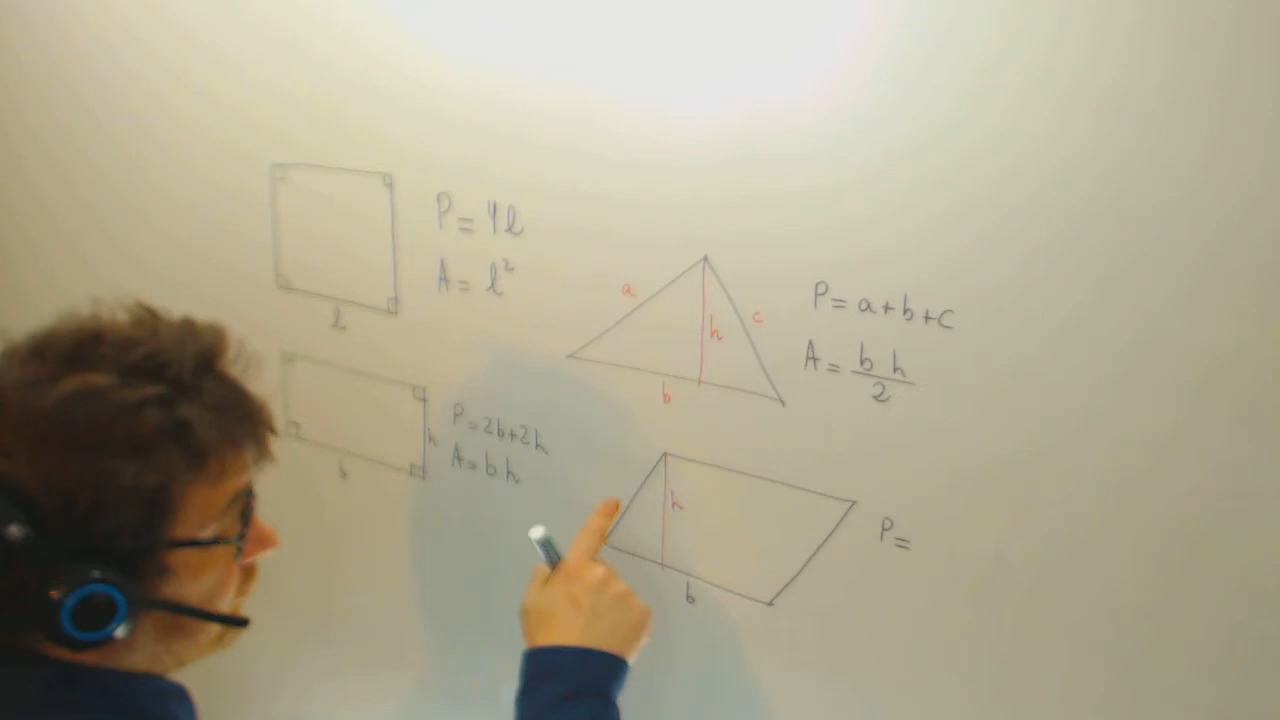 P = 4l
A = l²
l
P = 2b+2h
A = b h
h
b
a
c
h
b
P = a+b+c
A = b h / 2
h
b
P =